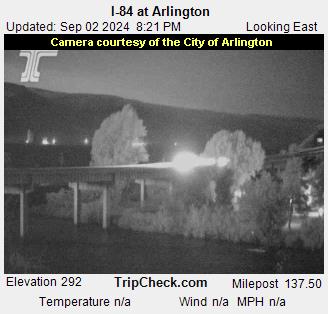 I-84 at Arlington
Updated: Sep 02 2024 8:21 PM Looking East
Camera courtesy of the City of Arlington
Elevation 292 TripCheck.com Milepost 137.50
Temperature n/a Wind n/a MPH n/a